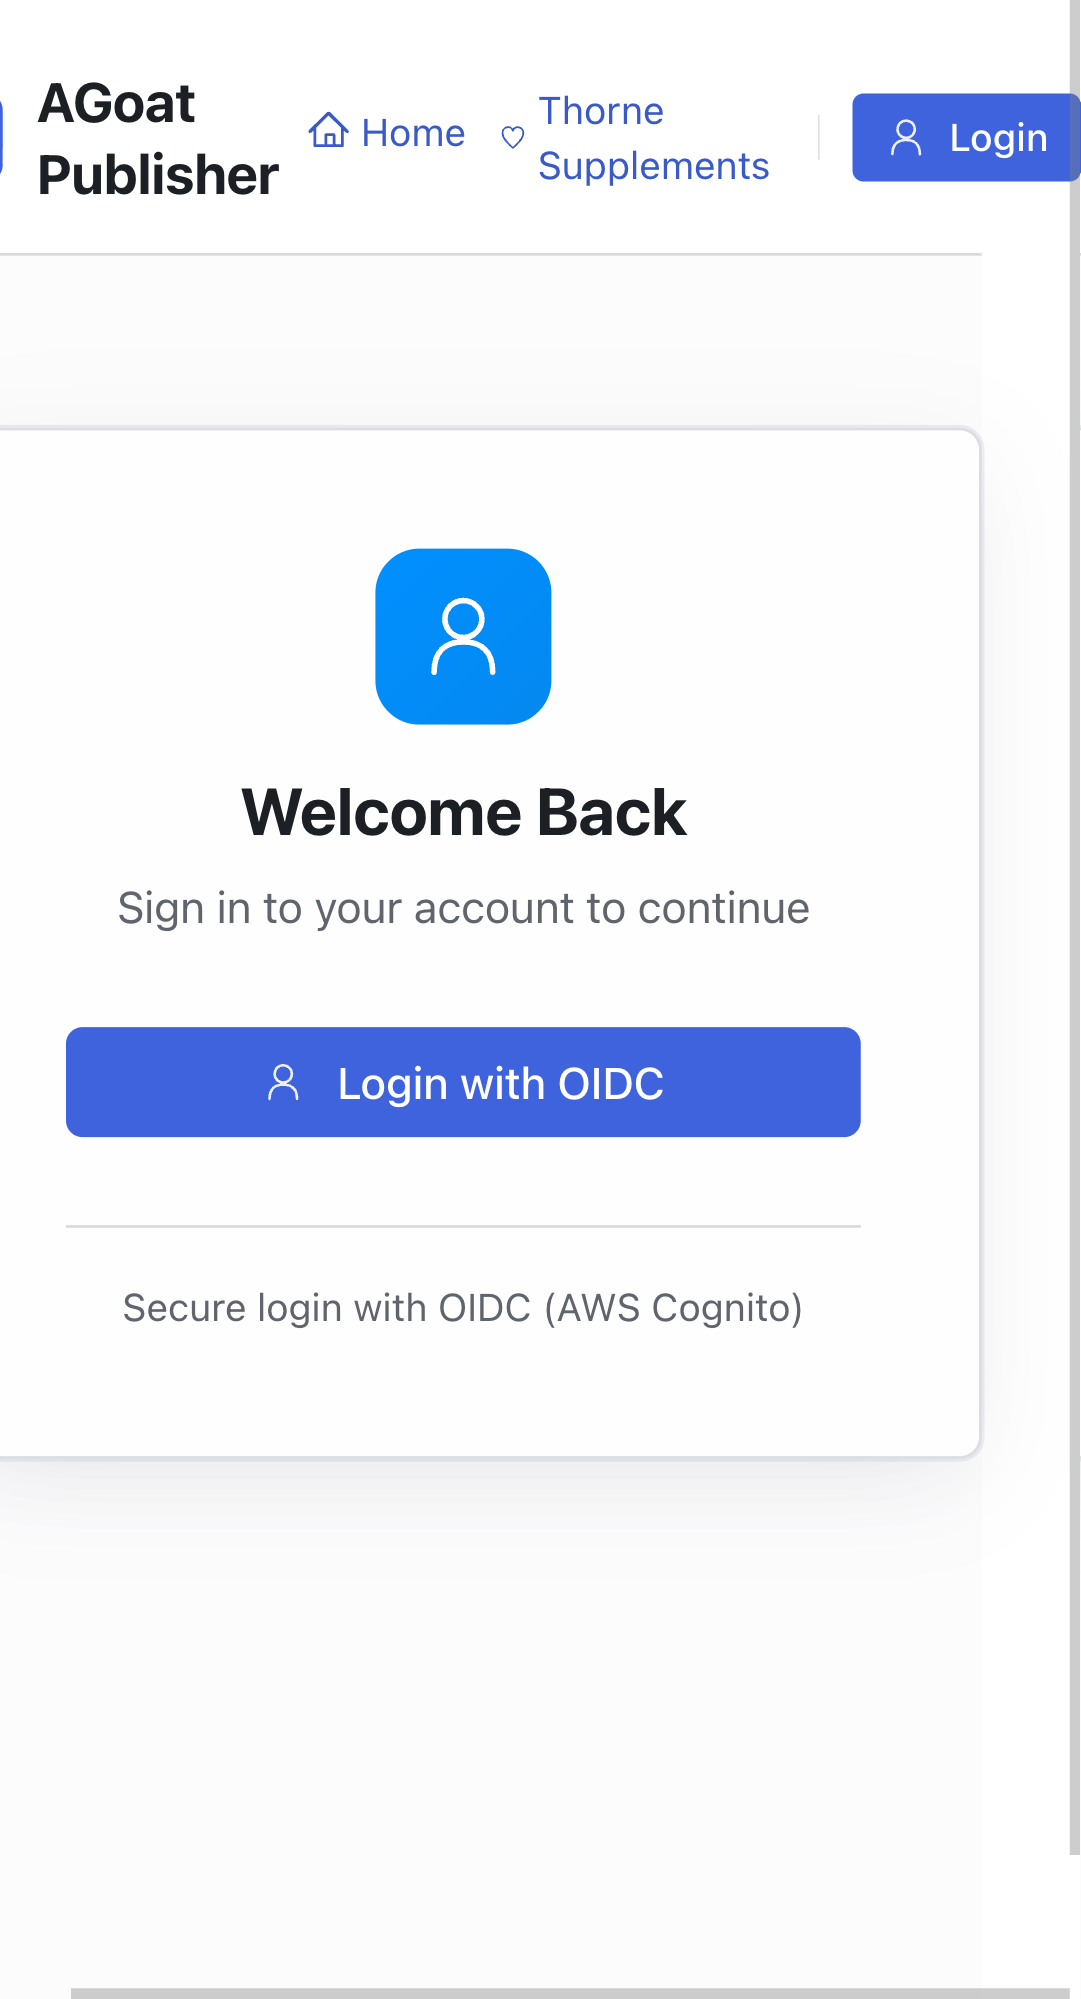 AGoat
Publisher
Home
Thorne
Supplements
Login
Welcome Back
Sign in to your account to continue
Login with OIDC
Secure login with OIDC (AWS Cognito)